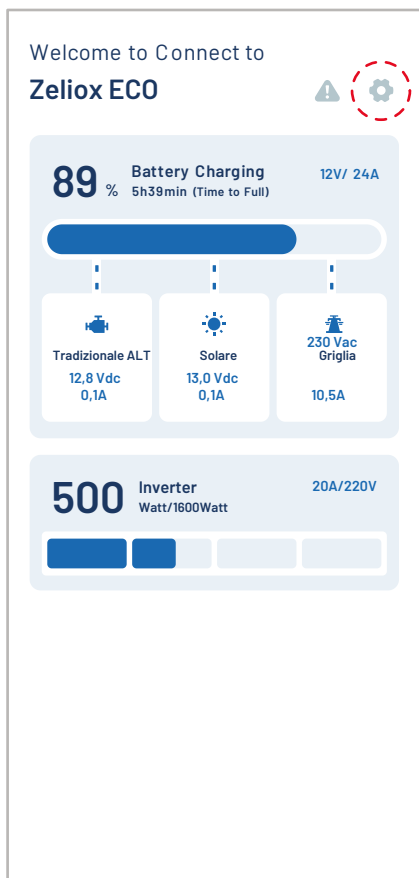 Welcome to Connect to
Zeliox ECO
89 %
Battery Charging
5h39min (Time to Full)
12V/ 24A
Tradizionale ALT
12,8 Vdc
0,1A
Solare
13,0 Vdc
0,1A
230 Vac
Griglia
10,5A
500
Inverter
Watt/1600Watt
20A/220V